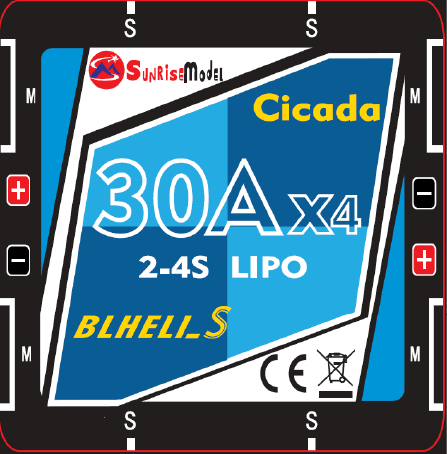 S S
SunriseModel
M M
Cicada
+ -
30A x4
- +
2-4S LIPO
BLHELI_S
M M
CE
S S